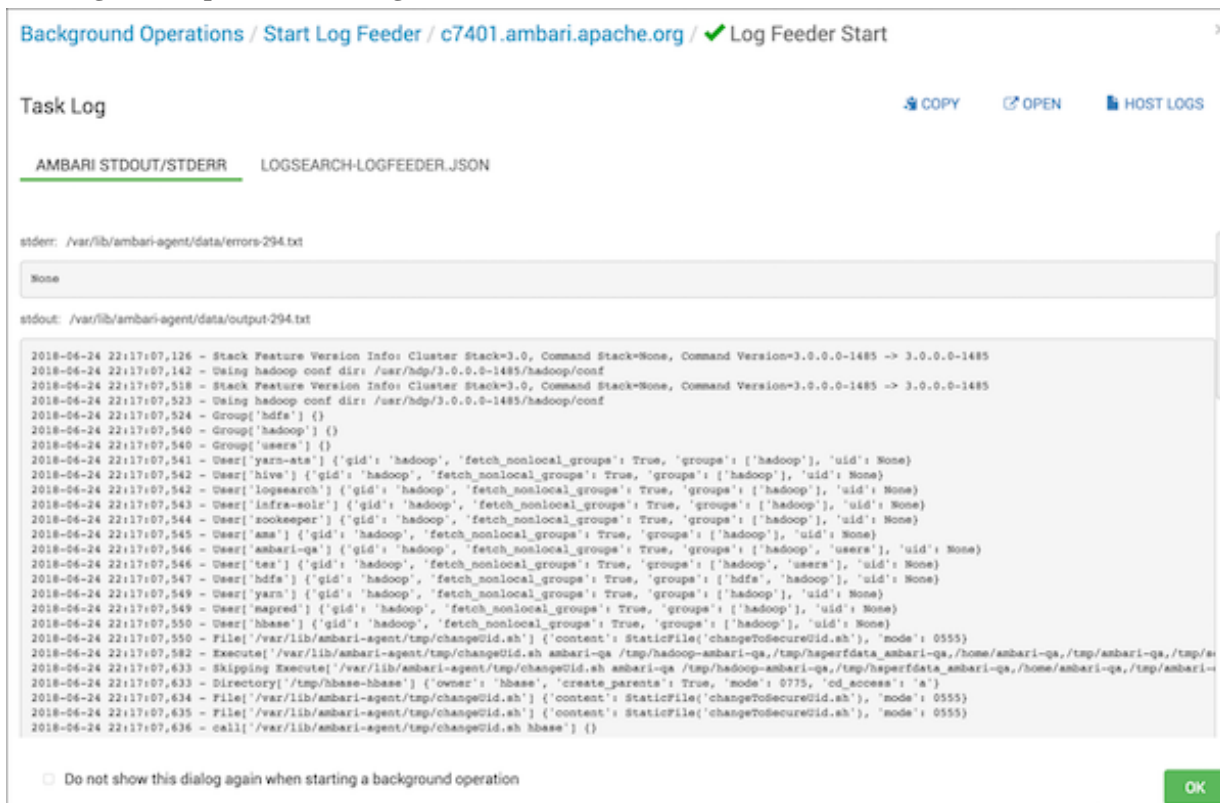 Background Operations / Start Log Feeder / c7401.ambari.apache.org / ✔ Log Feeder Start
Task Log
COPY OPEN HOST LOGS
AMBARI STDOUT/STDERR LOGSEARCH-LOGFEEDER.JSON
stderr: /var/lib/ambari-agent/data/errors-294.txt
None
stdout: /var/lib/ambari-agent/data/output-294.txt
2018-06-24 22:17:07,126 - Stack Feature Version Info: Cluster Stack=3.0, Command Stack=None, Command Version=3.0.0.0-1485 -> 3.0.0.0-1485
2018-06-24 22:17:07,142 - Using hadoop conf dir: /usr/hdp/3.0.0.0-1485/hadoop/conf
2018-06-24 22:17:07,518 - Stack Feature Version Info: Cluster Stack=3.0, Command Stack=None, Command Version=3.0.0.0-1485 -> 3.0.0.0-1485
2018-06-24 22:17:07,523 - Using hadoop conf dir: /usr/hdp/3.0.0.0-1485/hadoop/conf
2018-06-24 22:17:07,524 - Group['hdfs'] {}
2018-06-24 22:17:07,540 - Group['hadoop'] {}
2018-06-24 22:17:07,540 - Group['users'] {}
2018-06-24 22:17:07,541 - User['yarn-ats'] {'gid': 'hadoop', 'fetch_nonlocal_groups': True, 'groups': ['hadoop'], 'uid': None}
2018-06-24 22:17:07,542 - User['hive'] {'gid': 'hadoop', 'fetch_nonlocal_groups': True, 'groups': ['hadoop'], 'uid': None}
2018-06-24 22:17:07,542 - User['logsearch'] {'gid': 'hadoop', 'fetch_nonlocal_groups': True, 'groups': ['hadoop'], 'uid': None}
2018-06-24 22:17:07,543 - User['infra-solr'] {'gid': 'hadoop', 'fetch_nonlocal_groups': True, 'groups': ['hadoop'], 'uid': None}
2018-06-24 22:17:07,544 - User['zookeeper'] {'gid': 'hadoop', 'fetch_nonlocal_groups': True, 'groups': ['hadoop'], 'uid': None}
2018-06-24 22:17:07,545 - User['ams'] {'gid': 'hadoop', 'fetch_nonlocal_groups': True, 'groups': ['hadoop'], 'uid': None}
2018-06-24 22:17:07,546 - User['ambari-qa'] {'gid': 'hadoop', 'fetch_nonlocal_groups': True, 'groups': ['hadoop', 'users'], 'uid': None}
2018-06-24 22:17:07,546 - User['tez'] {'gid': 'hadoop', 'fetch_nonlocal_groups': True, 'groups': ['hadoop', 'users'], 'uid': None}
2018-06-24 22:17:07,547 - User['hdfs'] {'gid': 'hadoop', 'fetch_nonlocal_groups': True, 'groups': ['hdfs', 'hadoop'], 'uid': None}
2018-06-24 22:17:07,549 - User['yarn'] {'gid': 'hadoop', 'fetch_nonlocal_groups': True, 'groups': ['hadoop'], 'uid': None}
2018-06-24 22:17:07,549 - User['mapred'] {'gid': 'hadoop', 'fetch_nonlocal_groups': True, 'groups': ['hadoop'], 'uid': None}
2018-06-24 22:17:07,550 - User['hbase'] {'gid': 'hadoop', 'fetch_nonlocal_groups': True, 'groups': ['hadoop'], 'uid': None}
2018-06-24 22:17:07,550 - File['/var/lib/ambari-agent/tmp/changeUid.sh'] {'content': StaticFile('changeToSecureUid.sh'), 'mode': 0555}
2018-06-24 22:17:07,582 - Execute['/var/lib/ambari-agent/tmp/changeUid.sh ambari-qa /tmp/hadoop-ambari-qa,/tmp/hsperfdata_ambari-qa,/home/ambari-qa,/tmp/ambari-qa,/tmp/s
2018-06-24 22:17:07,633 - Skipping Execute['/var/lib/ambari-agent/tmp/changeUid.sh ambari-qa /tmp/hadoop-ambari-qa,/tmp/hsperfdata_ambari-qa,/home/ambari-qa,/tmp/ambari-
2018-06-24 22:17:07,633 - Directory['/tmp/hbase-hbase'] {'owner': 'hbase', 'create_parents': True, 'mode': 0775, 'cd_access': 'a'}
2018-06-24 22:17:07,634 - File['/var/lib/ambari-agent/tmp/changeUid.sh'] {'content': StaticFile('changeToSecureUid.sh'), 'mode': 0555}
2018-06-24 22:17:07,635 - File['/var/lib/ambari-agent/tmp/changeUid.sh'] {'content': StaticFile('changeToSecureUid.sh'), 'mode': 0555}
2018-06-24 22:17:07,636 - call['/var/lib/ambari-agent/tmp/changeUid.sh hbase'] {}
Do not show this dialog again when starting a background operation
OK